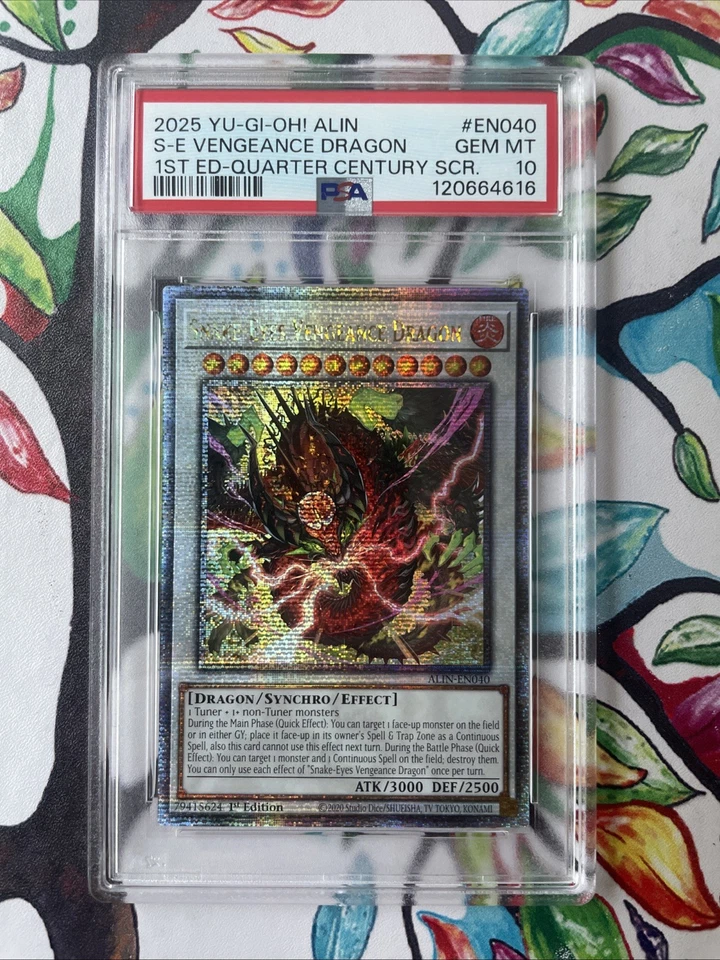 2025 YU-GI-OH! ALIN #EN040
S-E VENGEANCE DRAGON GEM MT
1ST ED-QUARTER CENTURY SCR. 10
PSA 120664616
SNAKE-EYES VENGEANCE DRAGON 炎
ALIN-EN040
[DRAGON/SYNCHRO/EFFECT]
1 Tuner + 1+ non-Tuner monsters
During the Main Phase (Quick Effect): You can target 1 face-up monster on the field
or in either GY; place it face-up in its owner's Spell & Trap Zone as a Continuous
Spell, also this card cannot use this effect next turn. During the Battle Phase (Quick
Effect): You can target 1 monster and 1 Continuous Spell on the field; destroy them.
You can only use each effect of "Snake-Eyes Vengeance Dragon" once per turn.
ATK/3000 DEF/2500
79415624 1st Edition ©2020 Studio Dice/SHUEISHA, TV TOKYO, KONAMI